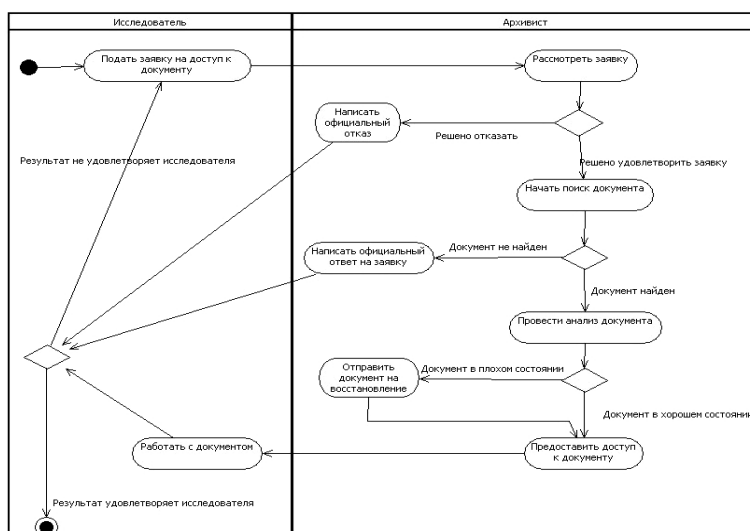 Исследователь
Архивист
Подать заявку на доступ к
документу
Рассмотреть заявку
Написать
официальный
отказ
Решено отказать
Результат не удовлетворяет исследователя
Решено удовлетворить заявку
Начать поиск документа
Написать официальный
ответ на заявку
Документ не найден
Документ найден
Провести анализ документа
Отправить
документ на
восстановление
Документ в плохом состоянии
Документ в хорошем состоянии
Работать с документом
Предоставить доступ
к документу
Результат удовлетворяет исследователя